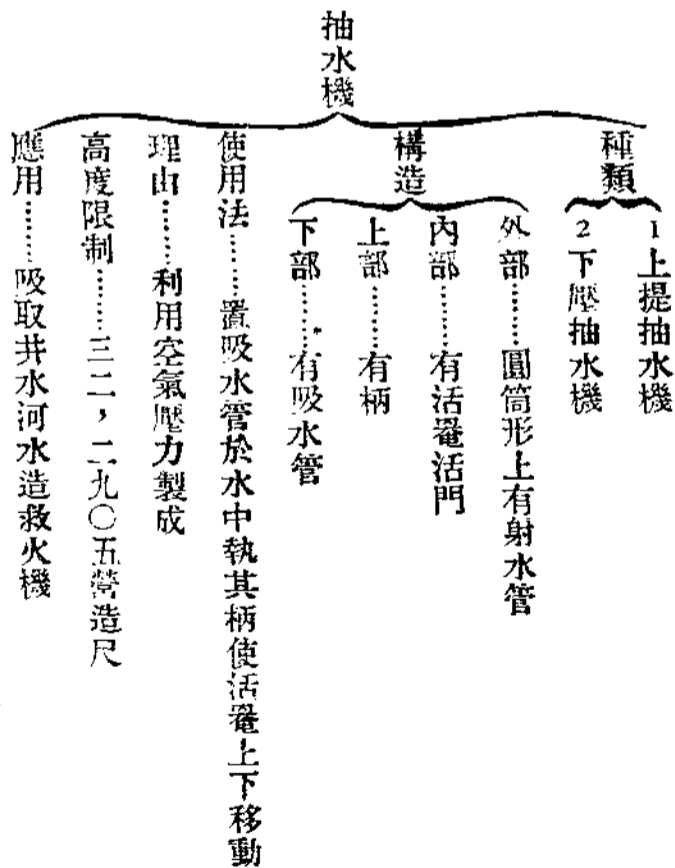 抽水機
種類
1上提抽水機
2下壓抽水機
構造
外部……圓筒形上有射水管
內部……有活罨活門
上部……有柄
下部……有吸水管
使用法……置吸水管於水中執其柄使活罨上下移動
理由……利用空氣壓力製成
高度限制……三二,二九〇五營造尺
應用……吸取井水河水造救火機